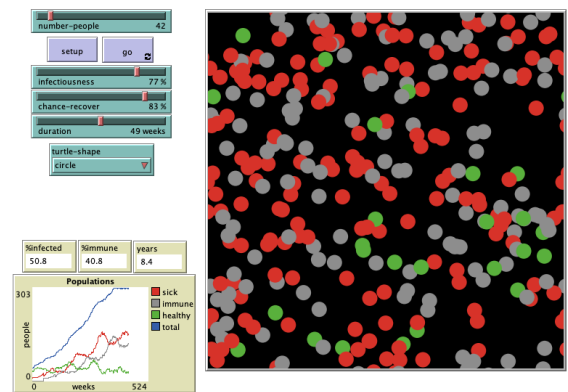 number-people 42
setup
go
infectiousness 77 %
chance-recover 83 %
duration 49 weeks
turtle-shape
circle
%infected %immune years
50.8 40.8 8.4
Populations
303
people
0 weeks 524
0
sick
immune
healthy
total